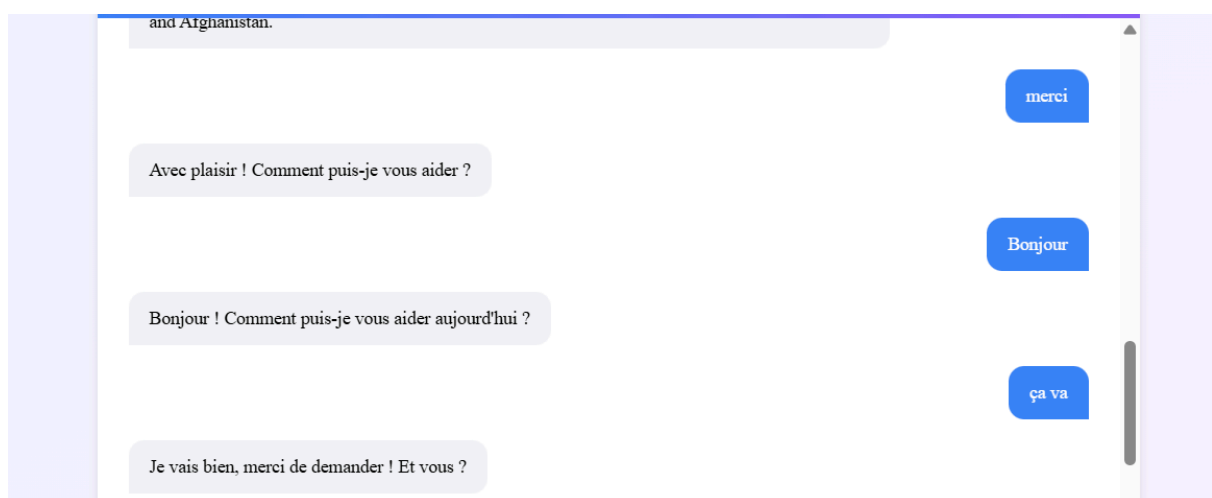 and Afghanistan.
merci
Avec plaisir ! Comment puis-je vous aider ?
Bonjour
Bonjour ! Comment puis-je vous aider aujourd'hui ?
ça va
Je vais bien, merci de demander ! Et vous ?